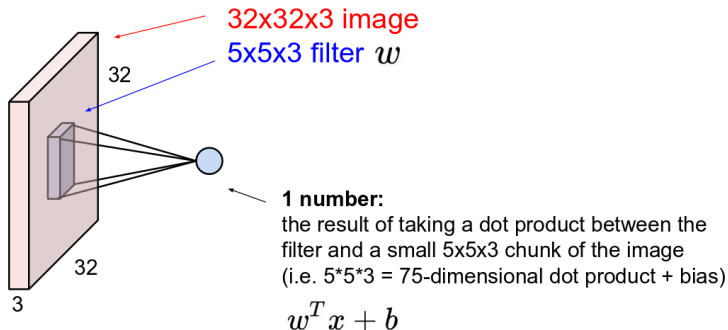 32x32x3 image
5x5x3 filter w
32
32
3
1 number:
the result of taking a dot product between the
filter and a small 5x5x3 chunk of the image
(i.e. 5*5*3 = 75-dimensional dot product + bias)
w^T x + b